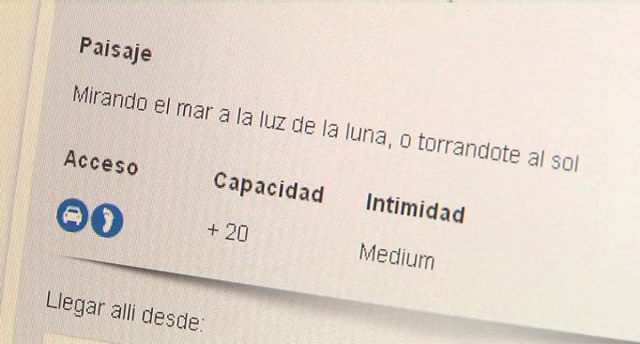 Paisaje
Mirando el mar a la luz de la luna, o torrandote al sol
Acceso Capacidad Intimidad
+ 20 Medium
Llegar alli desde: